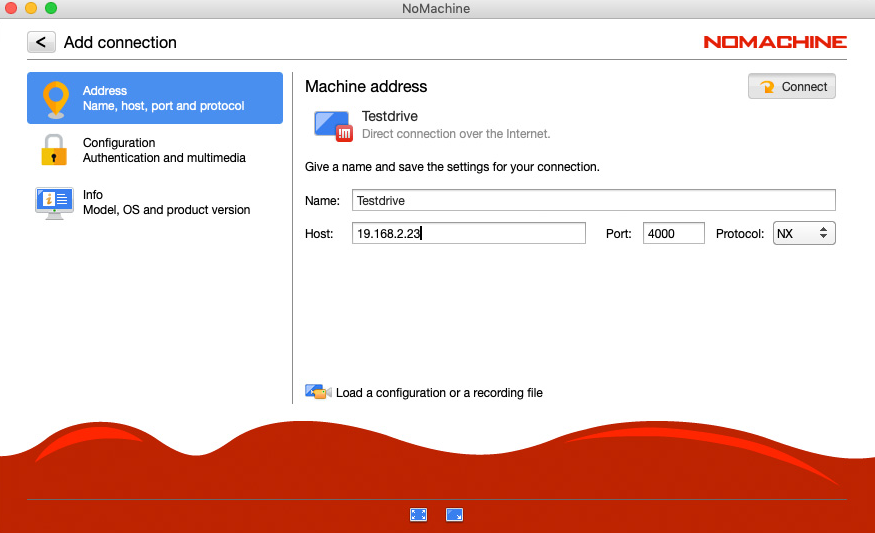 NoMachine
<
Add connection
NOMACHINE
Address
Name, host, port and protocol
Configuration
Authentication and multimedia
Info
Model, OS and product version
Machine address
Connect
Testdrive
!M
Direct connection over the Internet.
Give a name and save the settings for your connection.
Name: Testdrive
Host: 19.168.2.23 Port: 4000 Protocol: NX
Load a configuration or a recording file